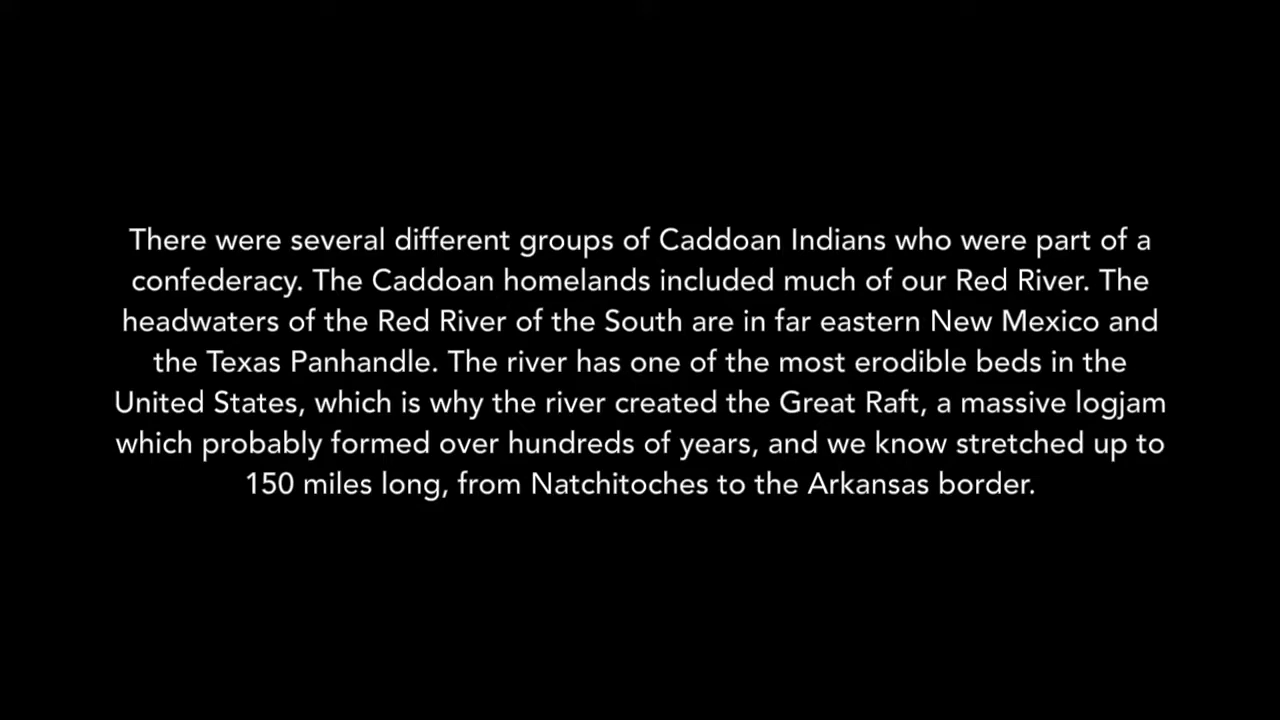 There were several different groups of Caddoan Indians who were part of a
confederacy. The Caddoan homelands included much of our Red River. The
headwaters of the Red River of the South are in far eastern New Mexico and
the Texas Panhandle. The river has one of the most erodible beds in the
United States, which is why the river created the Great Raft, a massive logjam
which probably formed over hundreds of years, and we know stretched up to
150 miles long, from Natchitoches to the Arkansas border.